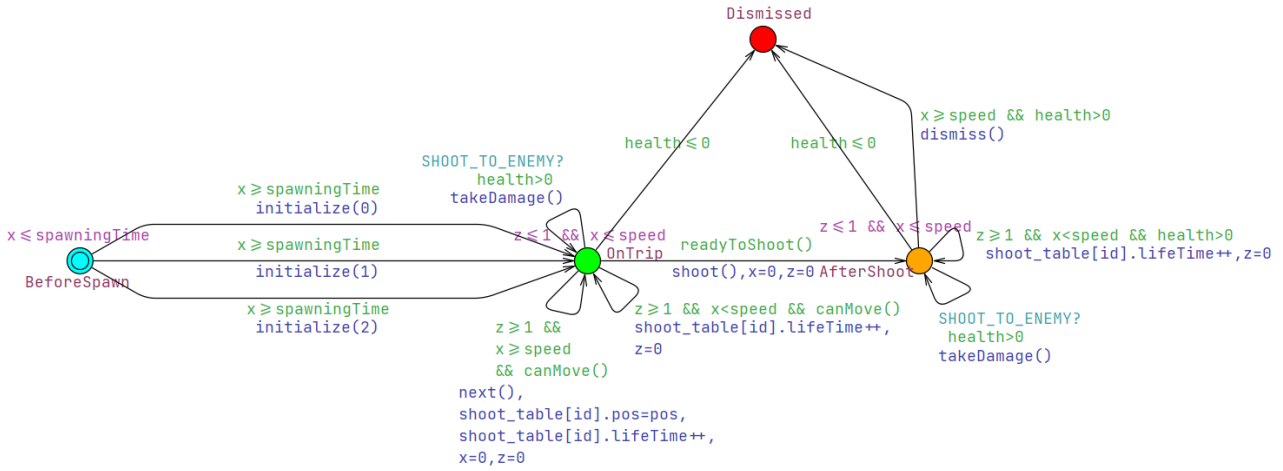 Dismissed
x≥speed && health>0
dismiss()
health≤0
health≤0
SHOOT_TO_ENEMY?
health>0
takeDamage()
x≥spawningTime
initialize(0)
x≤spawningTime
z≤1 && x≤speed
z≤1 && x≤speed
x≥spawningTime
readyToShoot()
z≥1 && x<speed && health>0
OnTrip
shoot_table[id].lifeTime++,z=0
initialize(1)
shoot(),x=0,z=0
AfterShoot
BeforeSpawn
x≥spawningTime
initialize(2)
z≥1 && x<speed && canMove()
shoot_table[id].lifeTime++,
z=0
SHOOT_TO_ENEMY?
health>0
takeDamage()
z≥1 &&
x≥speed
&& canMove()
next(),
shoot_table[id].pos=pos,
shoot_table[id].lifeTime++,
x=0,z=0